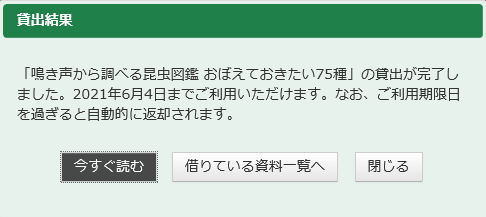 貸出結果
「鳴き声から調べる昆虫図鑑 おぼえておきたい75種」の貸出が完了し
ました。2021年6月4日までご利用いただけます。なお、ご利用期限日
を過ぎると自動的に返却されます。
今すぐ読む 借りている資料一覧へ 閉じる